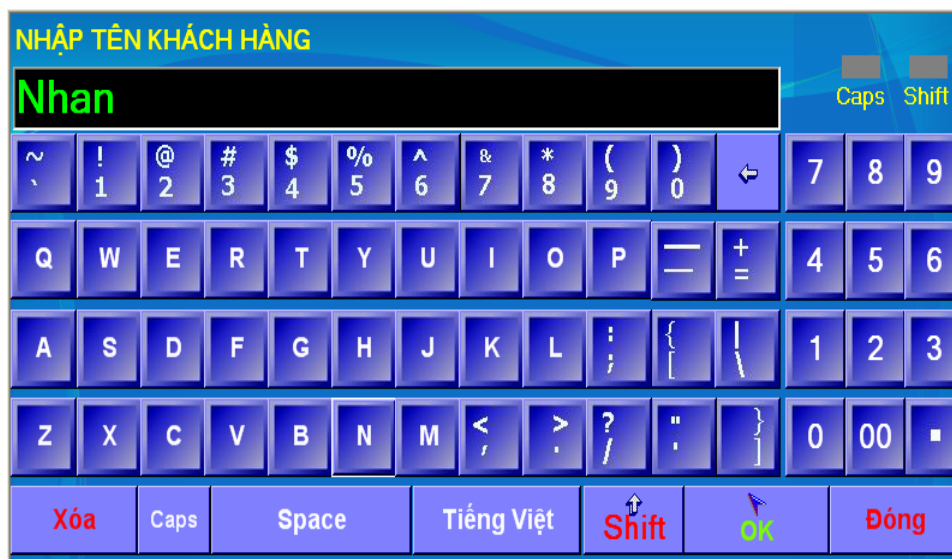 NHẬP TÊN KHÁCH HÀNG
Nhan
Caps Shift
~ ! @ # $ % ^ & * ( )
` 1 2 3 4 5 6 7 8 9 0 7 8 9
Q W E R T Y U I O P — + 4 5 6
— =
A S D F G H J K L : { | 1 2 3
; [ \
Z X C V B N M < > ? " } 0 00 .
, . / ' ]
Xóa Caps Space Tiếng Việt Shift OK Đóng